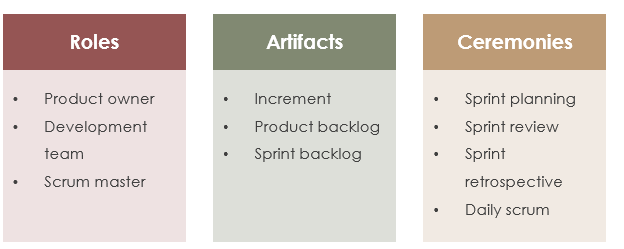 Roles
• Product owner
• Development
team
• Scrum master
Artifacts
• Increment
• Product backlog
• Sprint backlog
Ceremonies
• Sprint planning
• Sprint review
• Sprint
retrospective
• Daily scrum